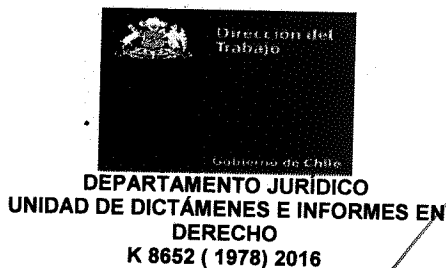 Dirección del
Trabajo
Gobierno de Chile
DEPARTAMENTO JURÍDICO
UNIDAD DE DICTÁMENES E INFORMES EN
DERECHO
K 8652 ( 1978) 2016